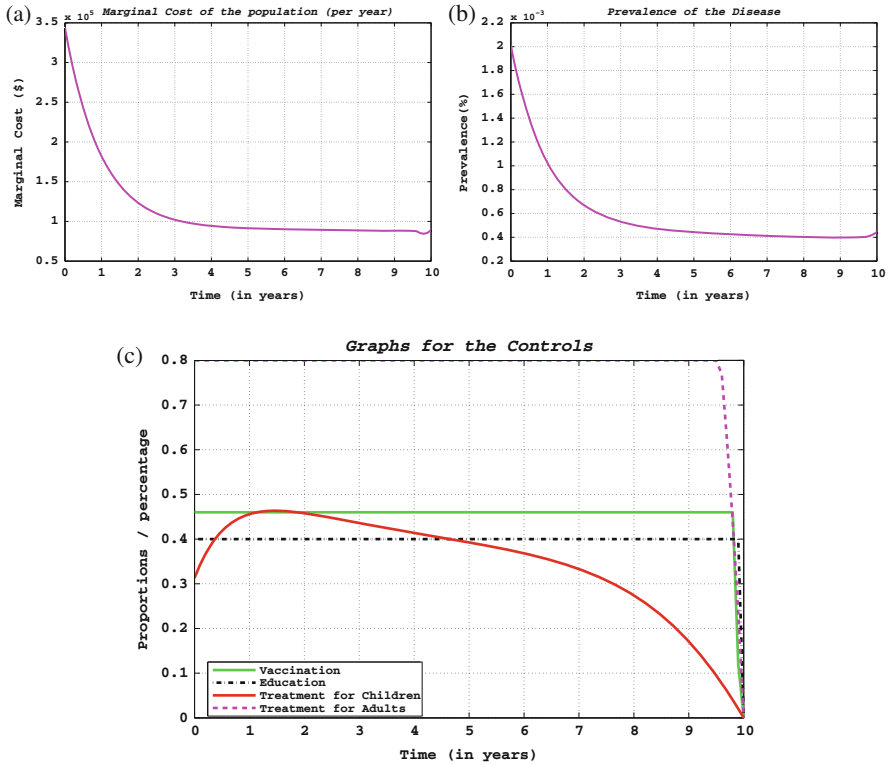 (a)
Marginal Cost of the population (per year)
x 10⁵
3.5
3
2.5
2
1.5
1
0.5
Marginal Cost ($)
0 1 2 3 4 5 6 7 8 9 10
Time (in years)
(b)
Prevalence of the Disease
x 10⁻³
2.2
2
1.8
1.6
1.4
1.2
1
0.8
0.6
0.4
0.2
Prevalence(%)
0 1 2 3 4 5 6 7 8 9 10
Time (in years)
(c)
Graphs for the Controls
0.8
0.7
0.6
0.5
0.4
0.3
0.2
0.1
0
Proportions / percentage
Vaccination
Education
Treatment for Children
Treatment for Adults
0 1 2 3 4 5 6 7 8 9 10
Time (in years)